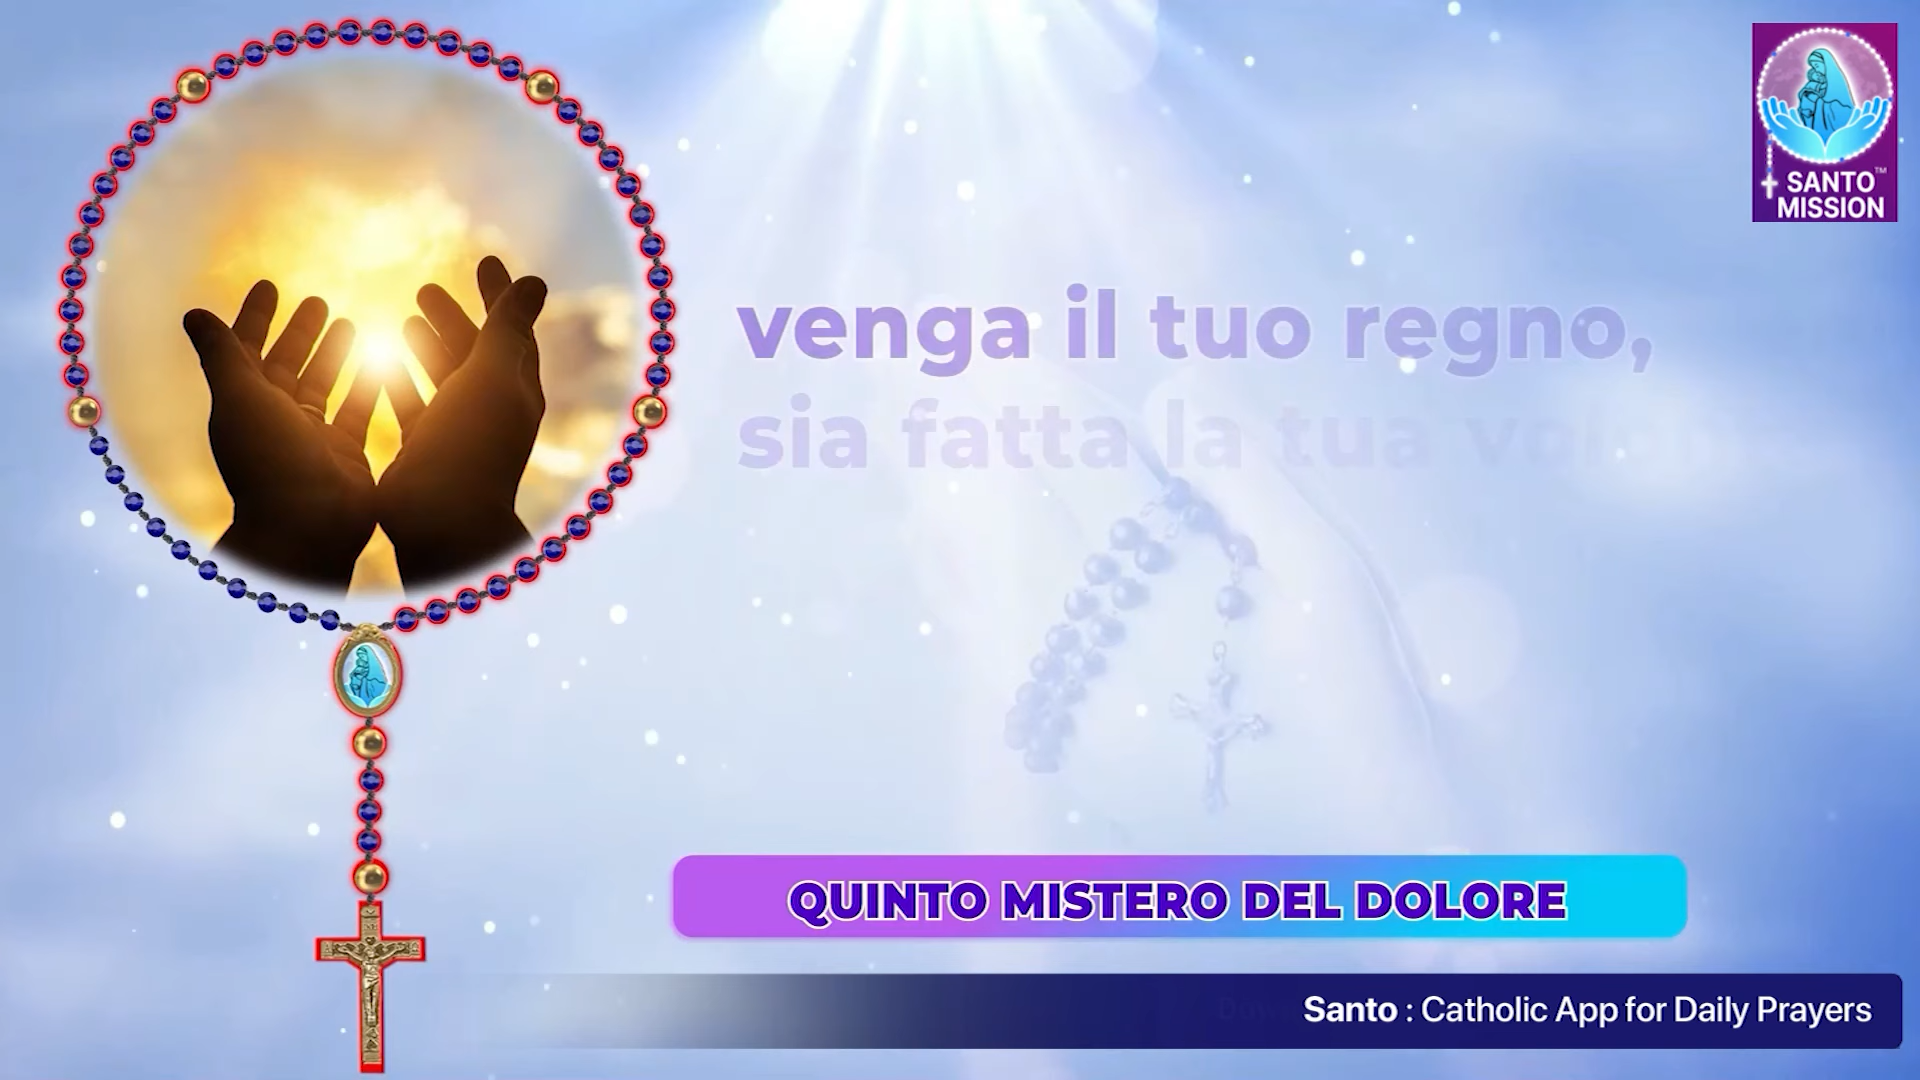 SANTO™
MISSION
venga il tuo regno,
sia fatta la tua
QUINTO MISTERO DEL DOLORE
Santo : Catholic App for Daily Prayers